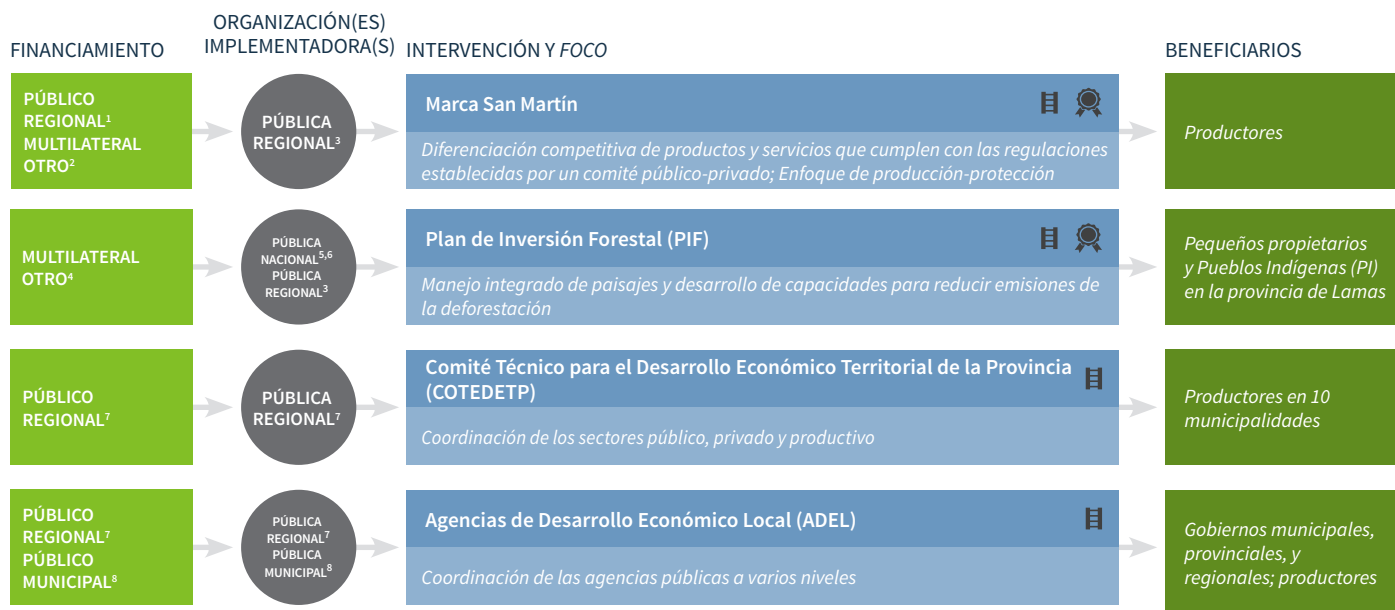 FINANCIAMIENTO
ORGANIZACIÓN(ES)
IMPLEMENTADORA(S)
INTERVENCIÓN Y FOCO
BENEFICIARIOS
PÚBLICO
REGIONAL¹
MULTILATERAL
OTRO²
PÚBLICA
REGIONAL³
Marca San Martín
Diferenciación competitiva de productos y servicios que cumplen con las regulaciones
establecidas por un comité público-privado; Enfoque de producción-protección
Productores
MULTILATERAL
OTRO⁴
PÚBLICA
NACIONAL⁵,⁶
PÚBLICA
REGIONAL³
Plan de Inversión Forestal (PIF)
Manejo integrado de paisajes y desarrollo de capacidades para reducir emisiones de
la deforestación
Pequeños propietarios
y Pueblos Indígenas (PI)
en la provincia de Lamas
PÚBLICO
REGIONAL⁷
PÚBLICA
REGIONAL⁷
Comité Técnico para el Desarrollo Económico Territorial de la Provincia
(COTEDETP)
Coordinación de los sectores público, privado y productivo
Productores en 10
municipalidades
PÚBLICO
REGIONAL⁷
PÚBLICO
MUNICIPAL⁸
PÚBLICA
REGIONAL⁷
PÚBLICA
MUNICIPAL⁸
Agencias de Desarrollo Económico Local (ADEL)
Coordinación de las agencias públicas a varios niveles
Gobiernos municipales,
provinciales, y
regionales; productores